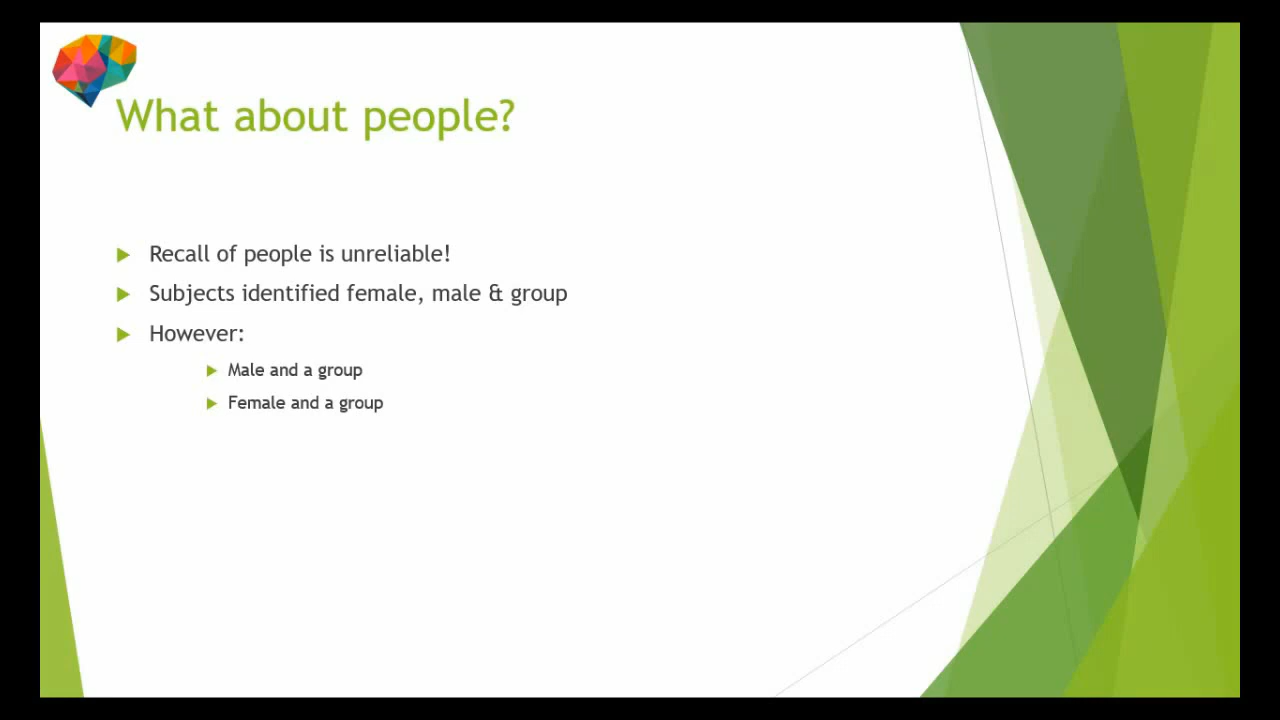 What about people?
Recall of people is unreliable!
Subjects identified female, male & group
However:
Male and a group
Female and a group